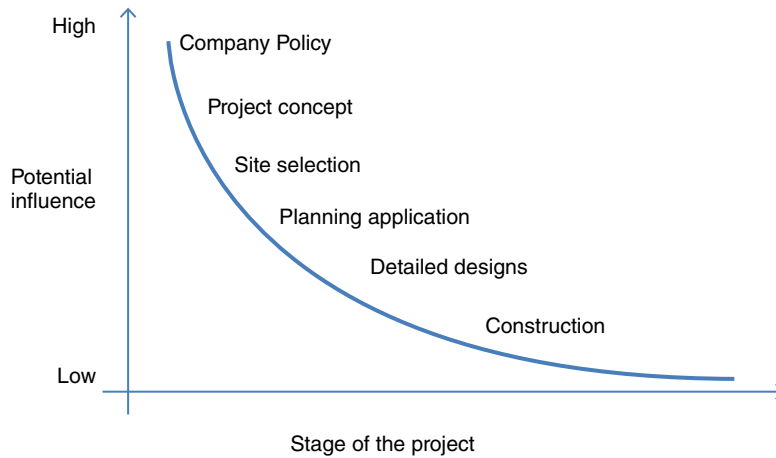 High
Company Policy
Project concept
Site selection
Potential
influence
Planning application
Detailed designs
Construction
Low
Stage of the project